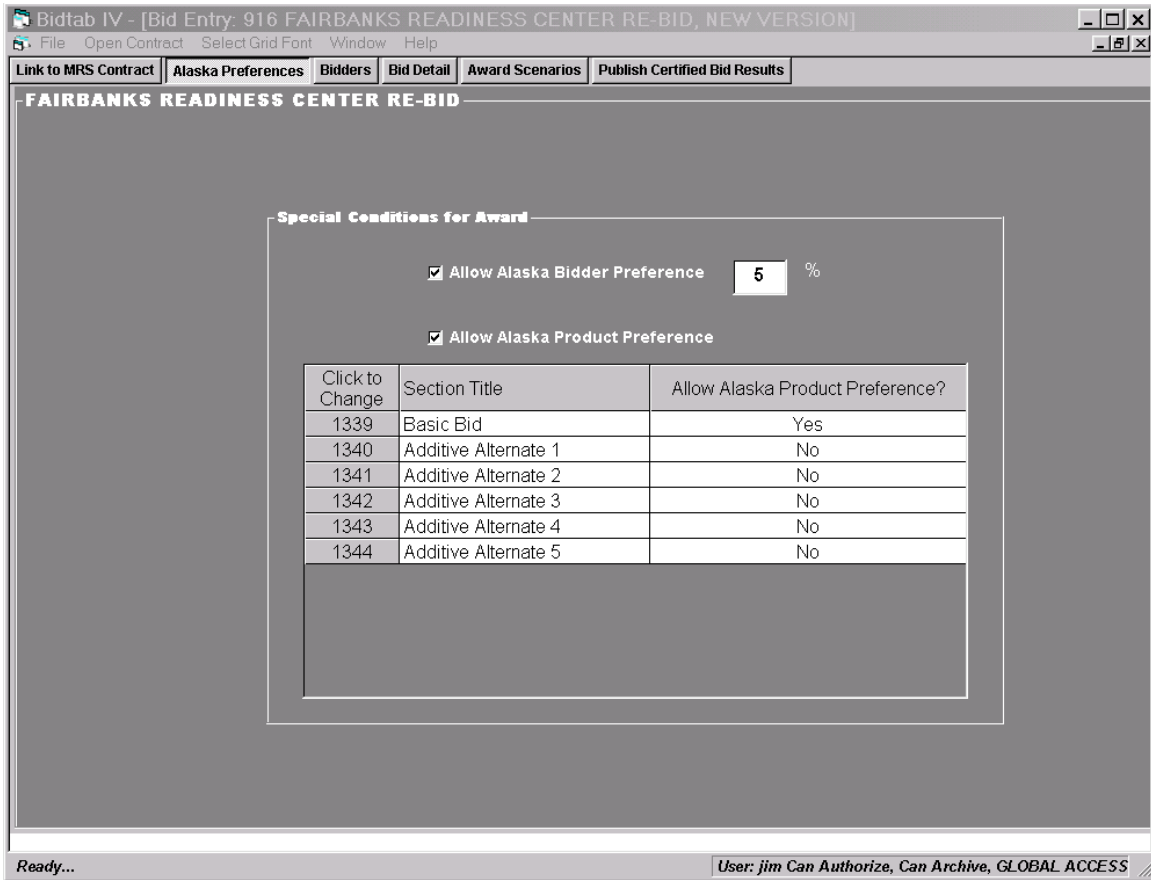 Bidtab IV - [Bid Entry: 916 FAIRBANKS READINESS CENTER RE-BID, NEW VERSION]
File Open Contract Select Grid Font Window Help
Link to MRS Contract Alaska Preferences Bidders Bid Detail Award Scenarios Publish Certified Bid Results
FAIRBANKS READINESS CENTER RE-BID
Special Conditions for Award
Allow Alaska Bidder Preference 5 %
Allow Alaska Product Preference
Click to Change Section Title Allow Alaska Product Preference?
1339 Basic Bid Yes
1340 Additive Alternate 1 No
1341 Additive Alternate 2 No
1342 Additive Alternate 3 No
1343 Additive Alternate 4 No
1344 Additive Alternate 5 No
Ready... User: jim Can Authorize, Can Archive, GLOBAL ACCESS